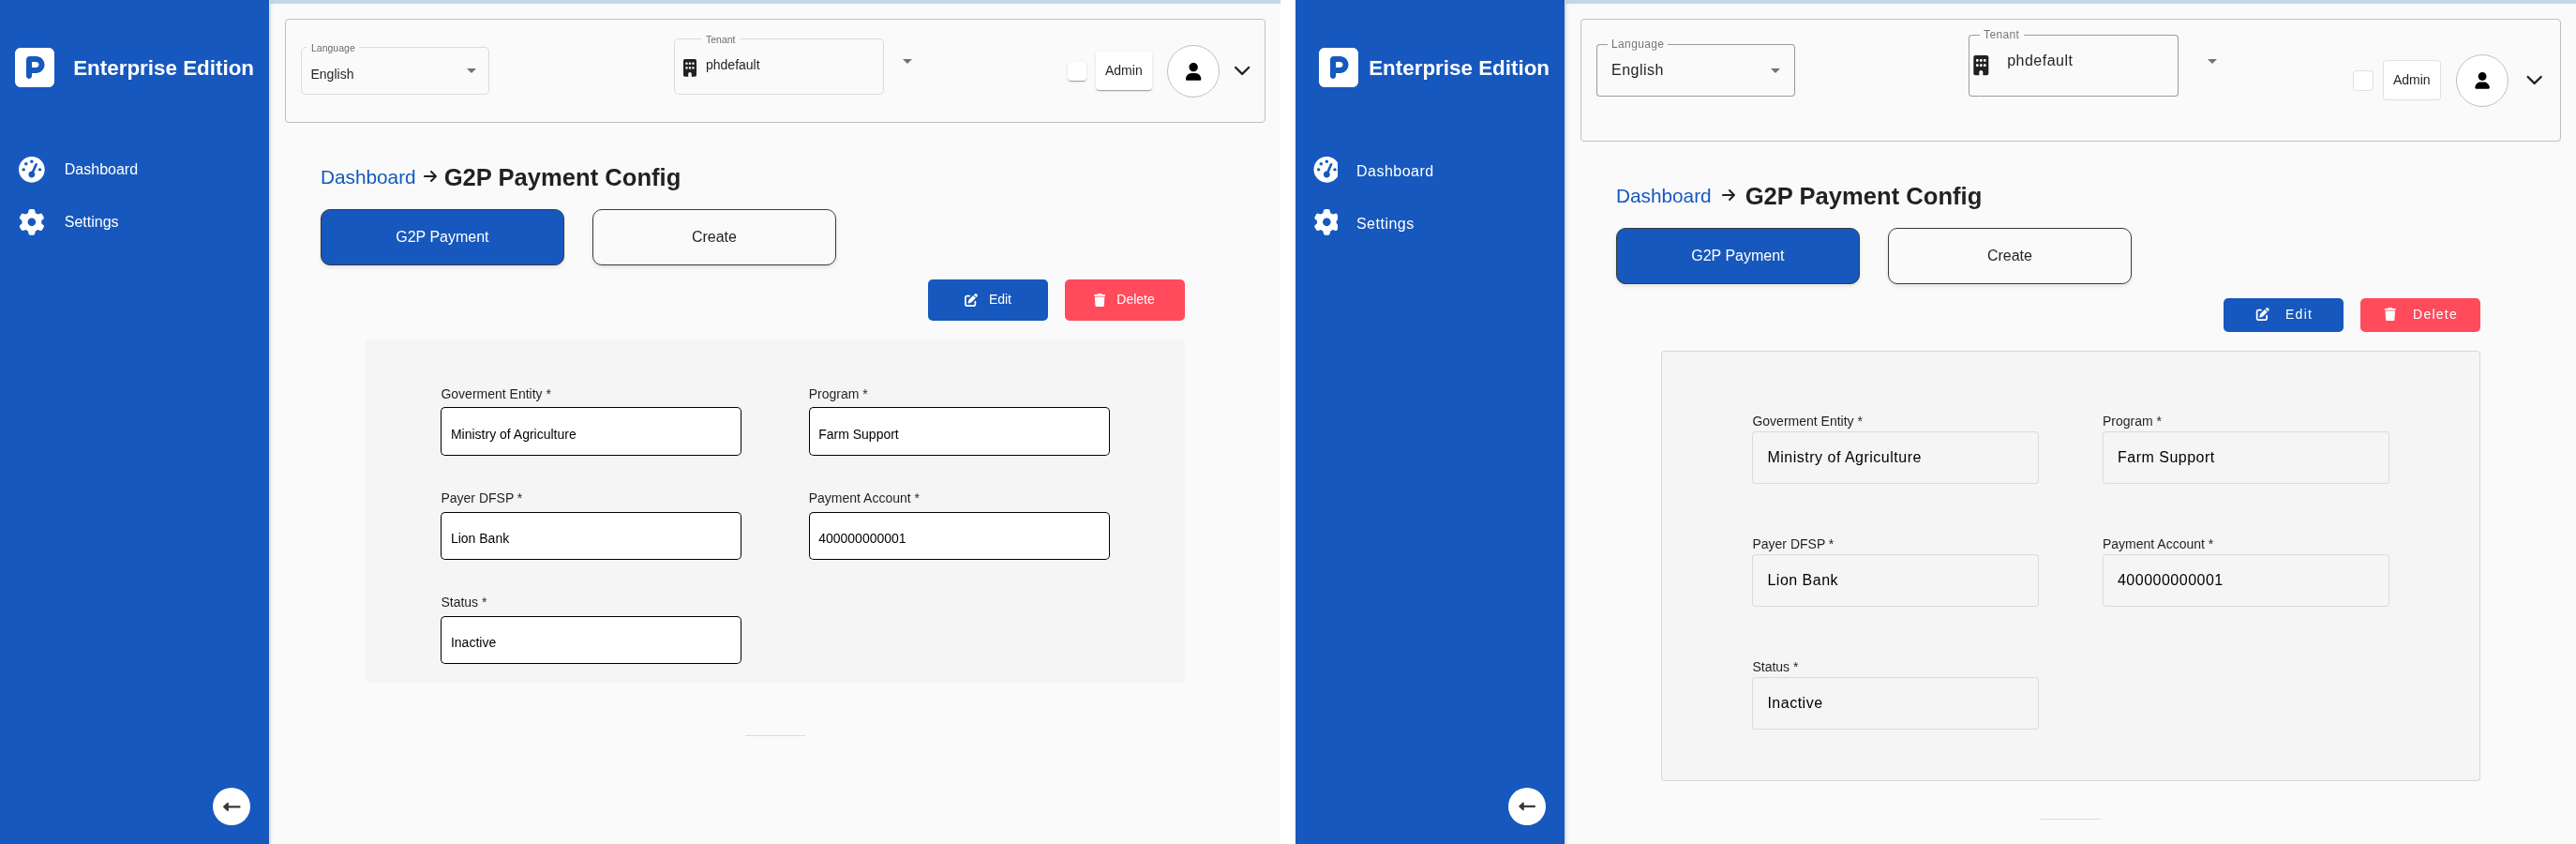 Enterprise Edition
Dashboard
Settings
Language
English
Tenant
phdefault
Admin
Dashboard → G2P Payment Config
G2P Payment
Create
Edit
Delete
Goverment Entity *
Program *
Ministry of Agriculture
Farm Support
Payer DFSP *
Payment Account *
Lion Bank
400000000001
Status *
Inactive
Enterprise Edition
Dashboard
Settings
Language
English
Tenant
phdefault
Admin
Dashboard → G2P Payment Config
G2P Payment
Create
Edit
Delete
Goverment Entity *
Program *
Ministry of Agriculture
Farm Support
Payer DFSP *
Payment Account *
Lion Bank
400000000001
Status *
Inactive